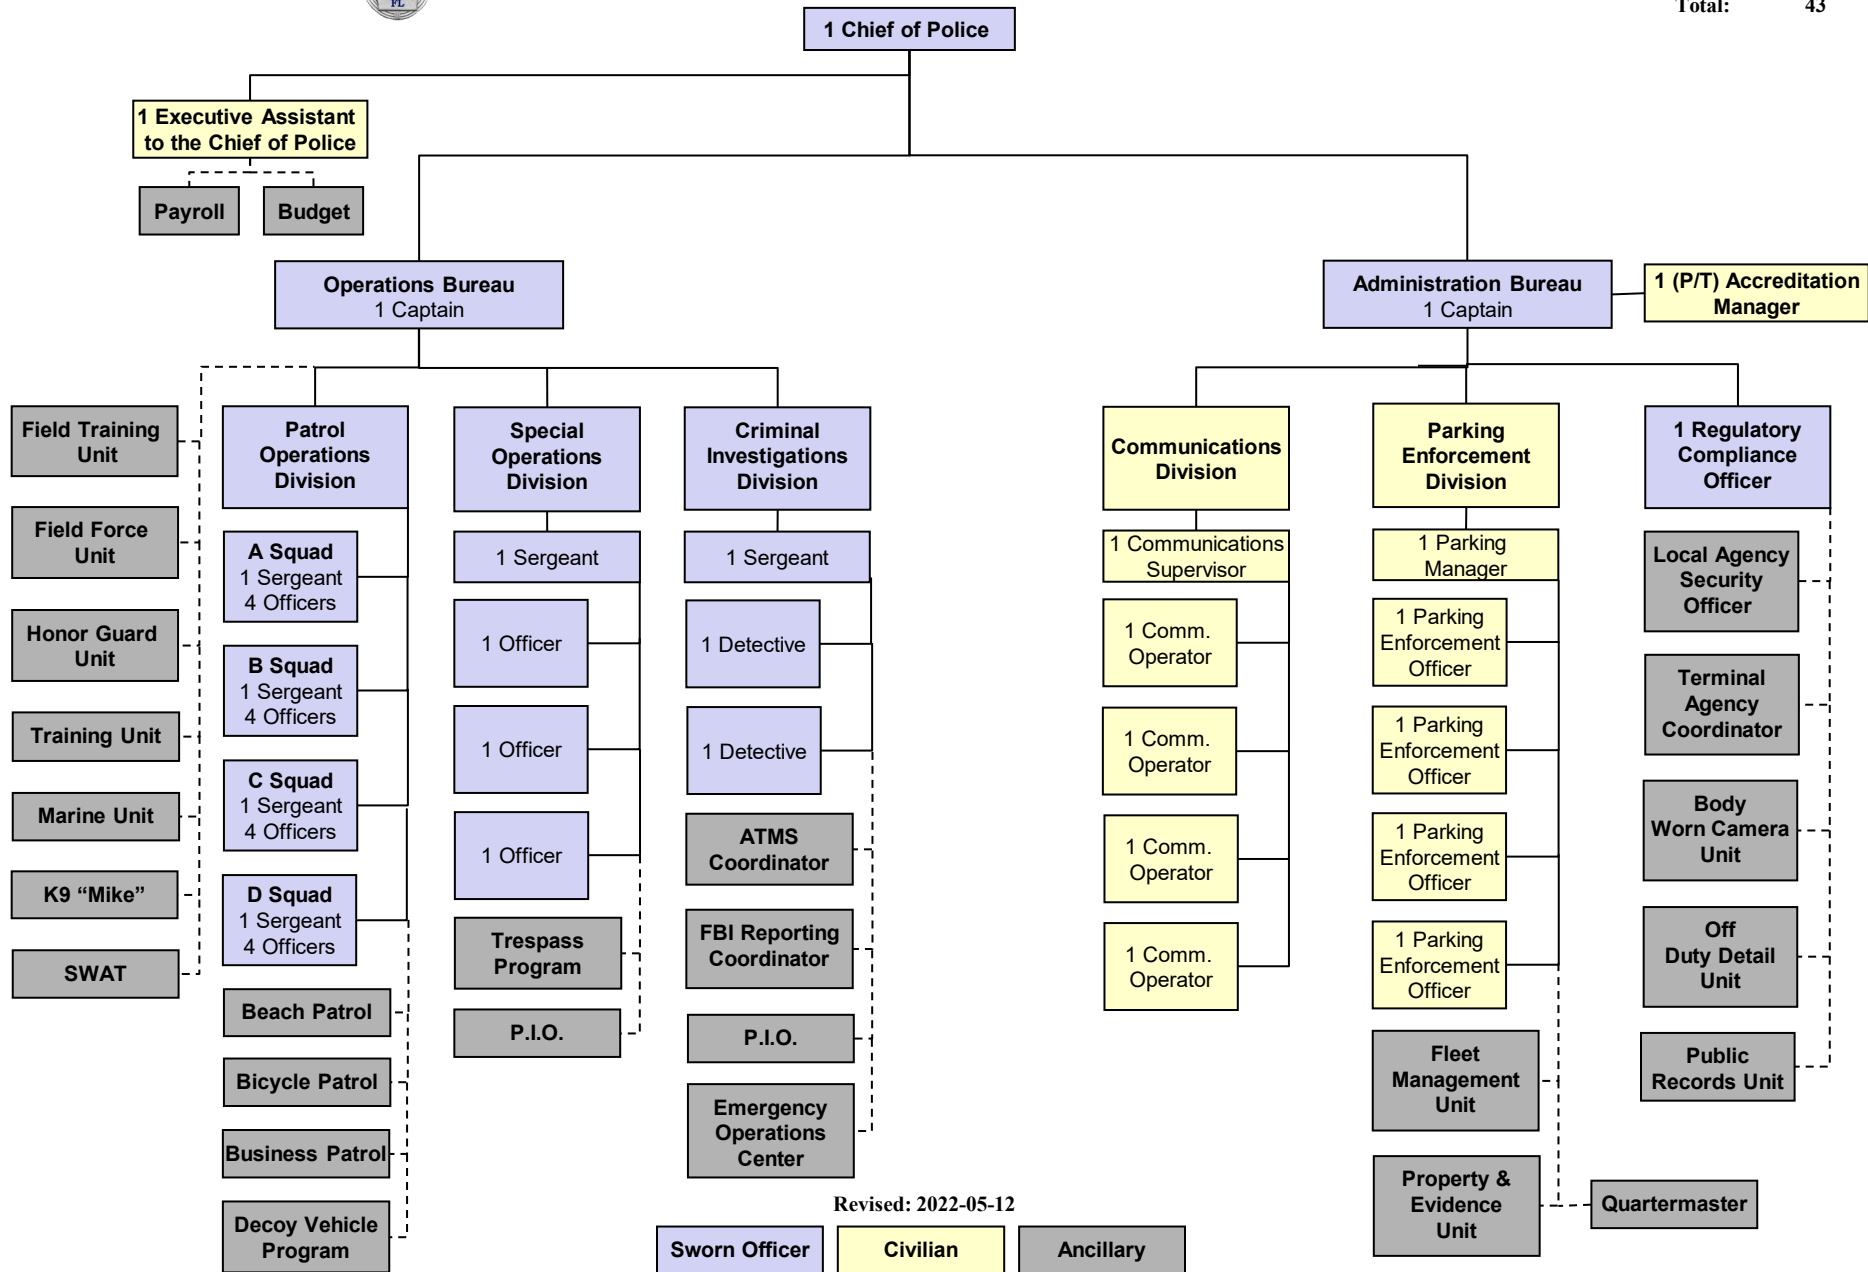 FL
Total: 43
1 Chief of Police
1 Executive Assistant
to the Chief of Police
Payroll
Budget
Operations Bureau
1 Captain
Administration Bureau
1 Captain
1 (P/T) Accreditation
Manager
Field Training
Unit
Field Force
Unit
Honor Guard
Unit
Training Unit
Marine Unit
K9 “Mike”
SWAT
Patrol
Operations
Division
A Squad
1 Sergeant
4 Officers
B Squad
1 Sergeant
4 Officers
C Squad
1 Sergeant
4 Officers
D Squad
1 Sergeant
4 Officers
Beach Patrol
Bicycle Patrol
Business Patrol
Decoy Vehicle
Program
Special
Operations
Division
1 Sergeant
1 Officer
1 Officer
1 Officer
Trespass
Program
P.I.O.
Criminal
Investigations
Division
1 Sergeant
1 Detective
1 Detective
ATMS
Coordinator
FBI Reporting
Coordinator
P.I.O.
Emergency
Operations
Center
Communications
Division
1 Communications
Supervisor
1 Comm.
Operator
1 Comm.
Operator
1 Comm.
Operator
1 Comm.
Operator
Parking
Enforcement
Division
1 Parking
Manager
1 Parking
Enforcement
Officer
1 Parking
Enforcement
Officer
1 Parking
Enforcement
Officer
1 Parking
Enforcement
Officer
Fleet
Management
Unit
Property &
Evidence
Unit
Quartermaster
1 Regulatory
Compliance
Officer
Local Agency
Security
Officer
Terminal
Agency
Coordinator
Body
Worn Camera
Unit
Off
Duty Detail
Unit
Public
Records Unit
Revised: 2022-05-12
Sworn Officer
Civilian
Ancillary